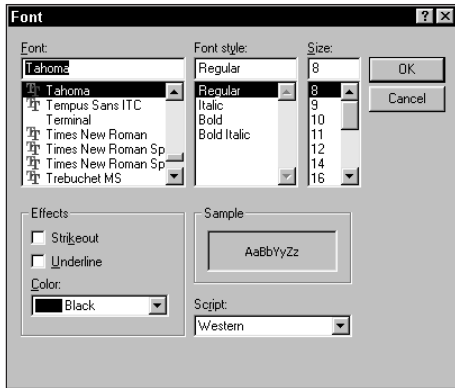 Font
Font: Font style: Size:
Tahoma Regular 8 OK
Tahoma Regular 8 Cancel
Tempus Sans ITC Italic 9
Terminal Bold 10
Times New Roman Bold Italic 11
Times New Roman Sp 12
Times New Roman Sp 14
Trebuchet MS 16
Effects Sample
Strikeout
Underline AaBbYyZz
Color:
Black Script:
Western